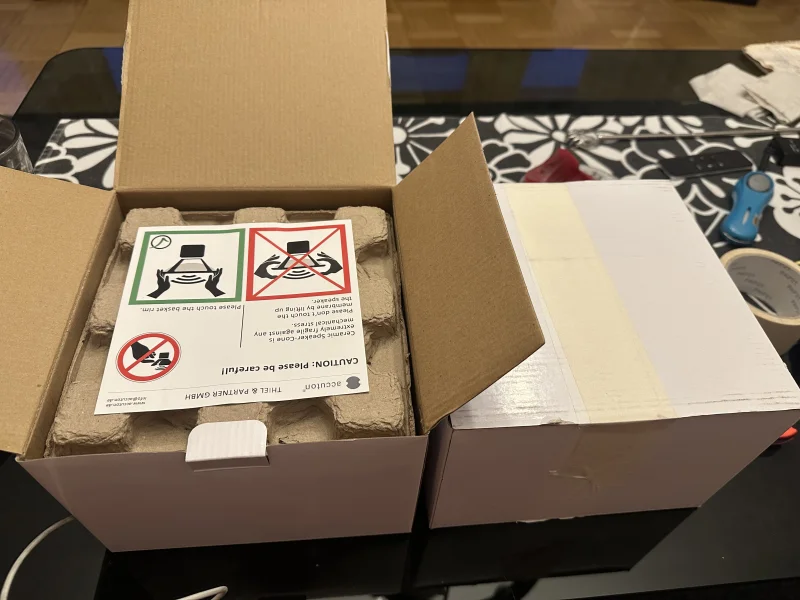 accuton®
THIEL & PARTNER GMBH
www.accuton.de
info@accuton.de
CAUTION: Please be careful!!
Ceramic Speaker-Cone is
extremely fragile against any
mechanical stress.
Please don't touch the
membrane by lifting up
the speaker.
Please touch the basket rim.